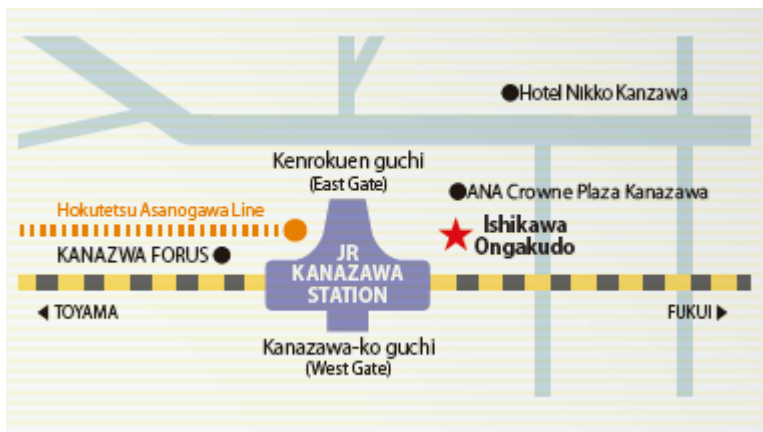 ●Hotel Nikko Kanzawa
Kenrokuen guchi
(East Gate)
●ANA Crowne Plaza Kanazawa
Hokutetsu Asanogawa Line
★ Ishikawa
Ongakudo
KANAZWA FORUS ●
JR
KANAZAWA
STATION
◀ TOYAMA
FUKUI ▶
Kanazawa-ko guchi
(West Gate)